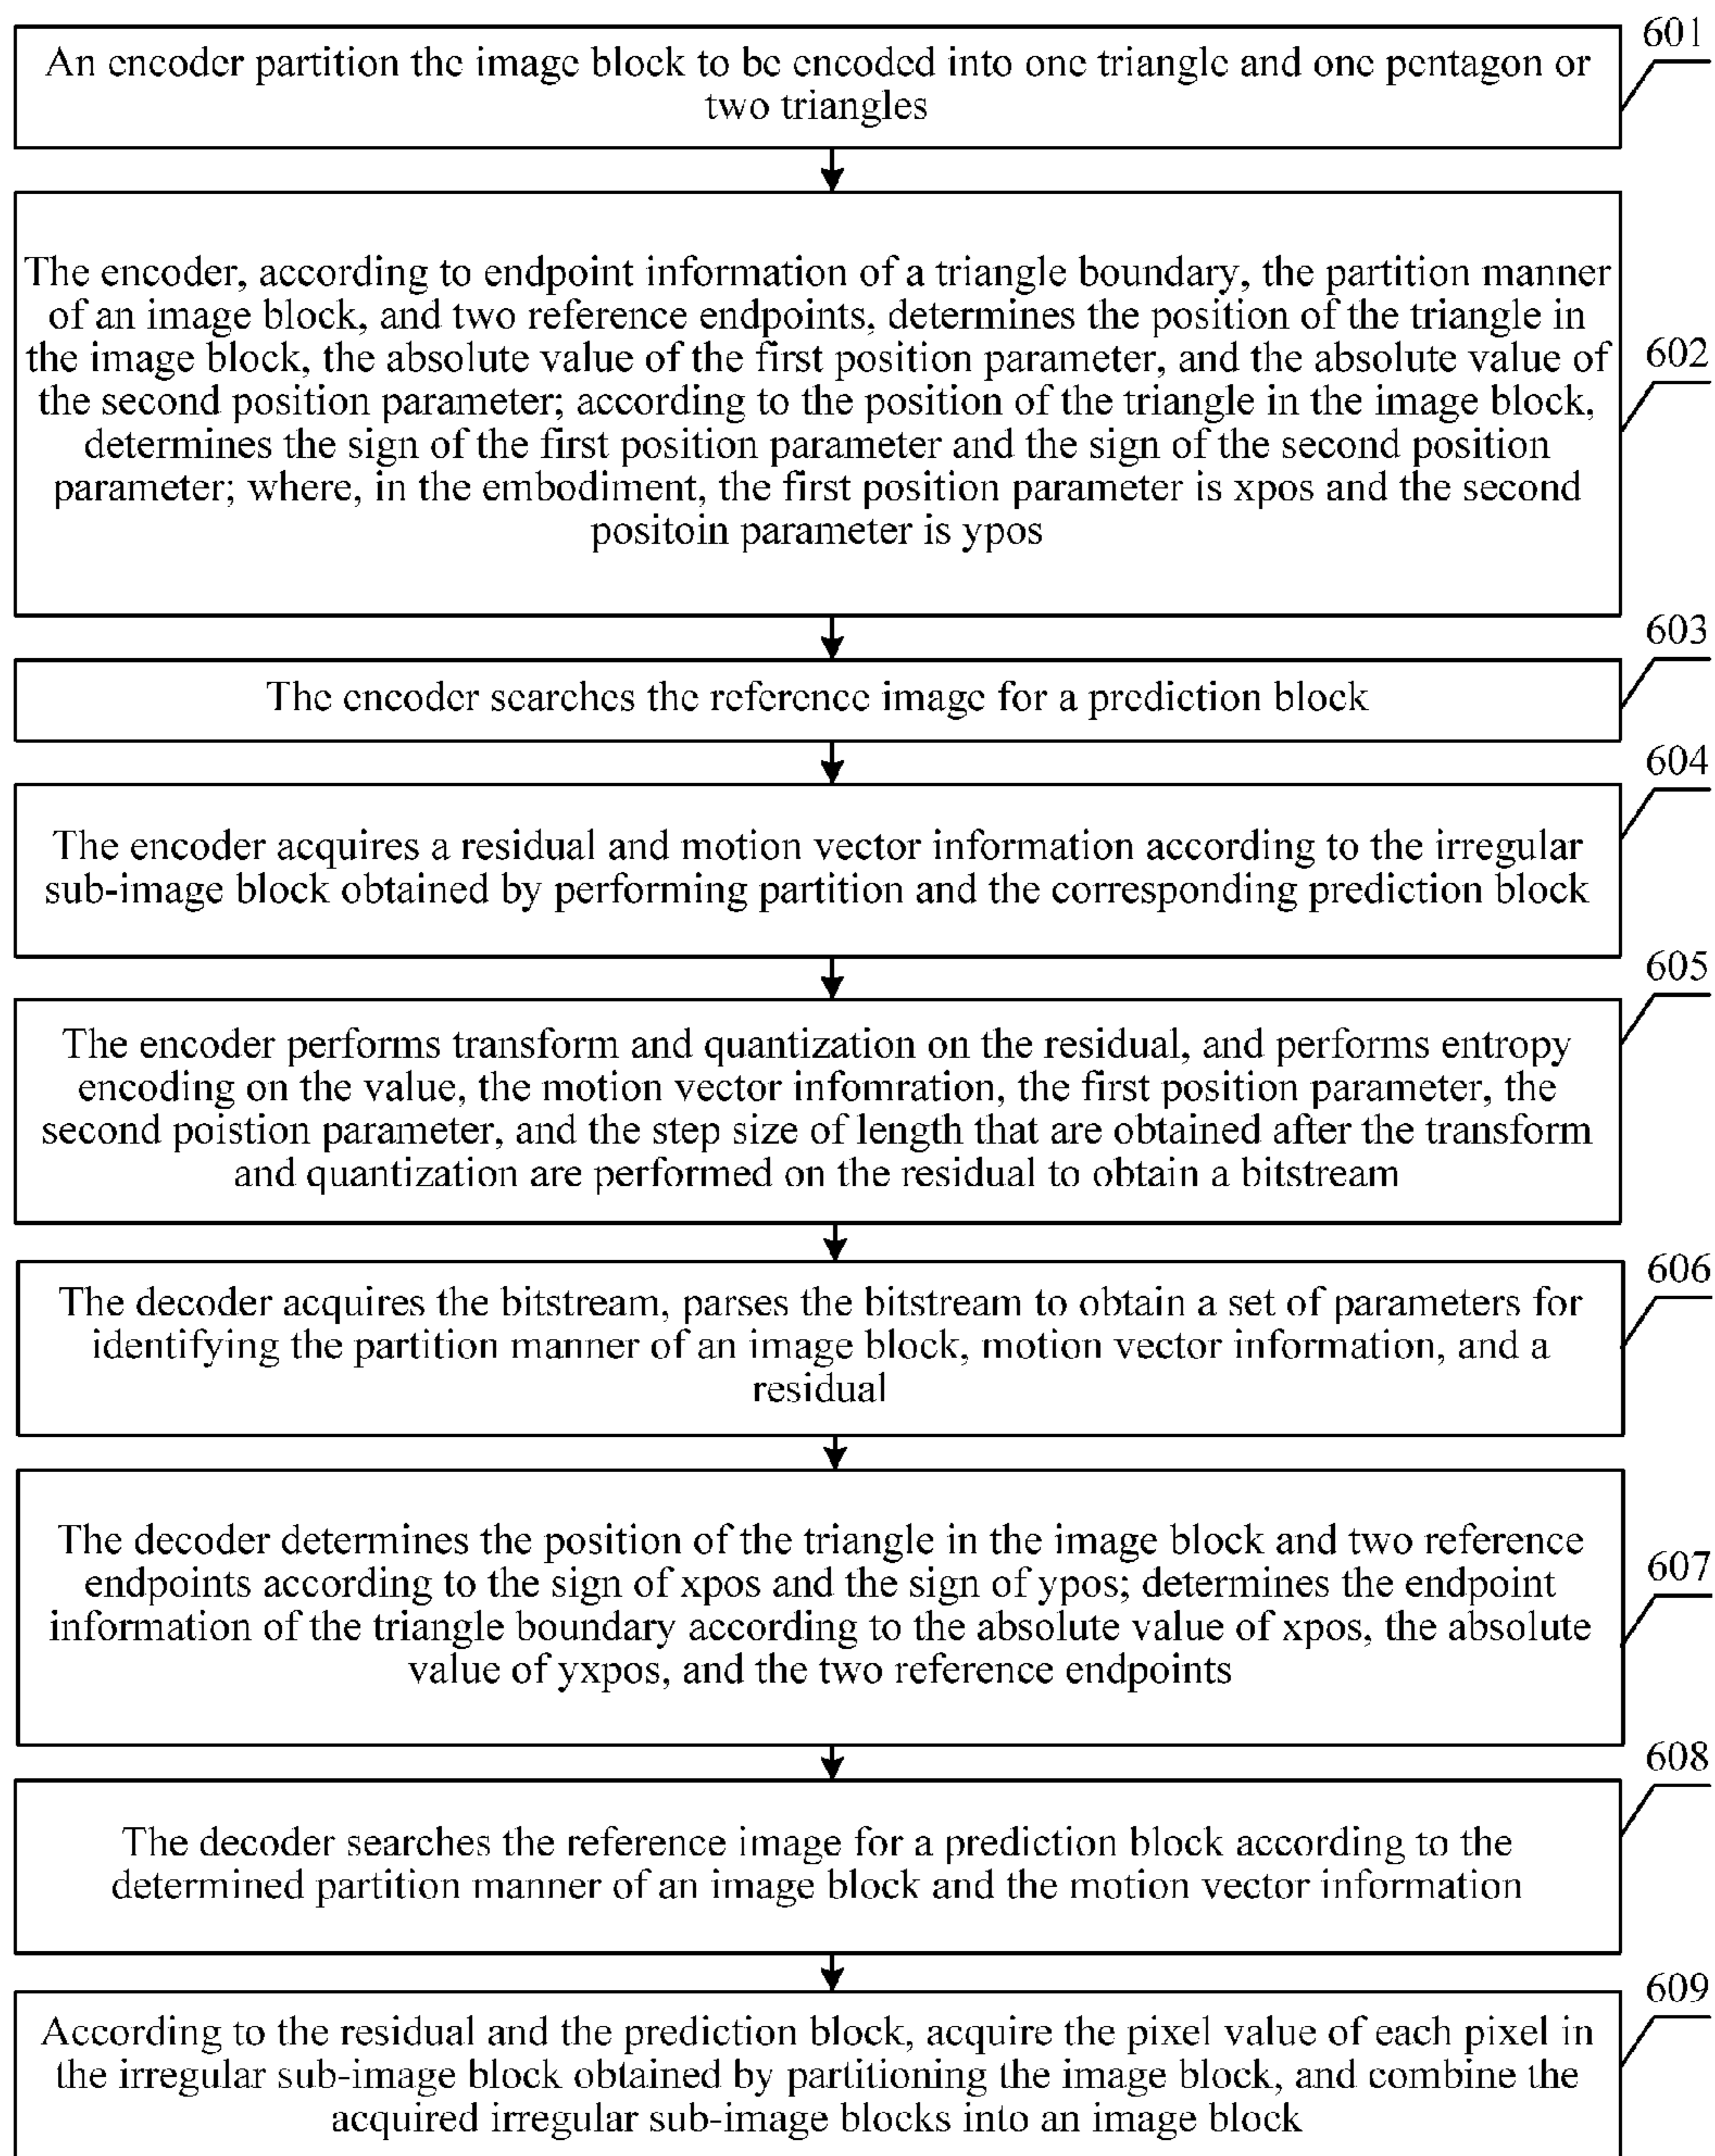 601
An encoder partition the image block to be encoded into one triangle and one pentagon or
two triangles
602
The encoder, according to endpoint information of a triangle boundary, the partition manner
of an image block, and two reference endpoints, determines the position of the triangle in
the image block, the absolute value of the first position parameter, and the absolute value of
the second position parameter; according to the position of the triangle in the image block,
determines the sign of the first position parameter and the sign of the second position
parameter; where, in the embodiment, the first position parameter is xpos and the second
positoin parameter is ypos
603
The encoder searches the reference image for a prediction block
604
The encoder acquires a residual and motion vector information according to the irregular
sub-image block obtained by performing partition and the corresponding prediction block
605
The encoder performs transform and quantization on the residual, and performs entropy
encoding on the value, the motion vector infomration, the first position parameter, the
second poistion parameter, and the step size of length that are obtained after the transform
and quantization are performed on the residual to obtain a bitstream
606
The decoder acquires the bitstream, parses the bitstream to obtain a set of parameters for
identifying the partition manner of an image block, motion vector information, and a
residual
607
The decoder determines the position of the triangle in the image block and two reference
endpoints according to the sign of xpos and the sign of ypos; determines the endpoint
information of the triangle boundary according to the absolute value of xpos, the absolute
value of yxpos, and the two reference endpoints
608
The decoder searches the reference image for a prediction block according to the
determined partition manner of an image block and the motion vector information
609
According to the residual and the prediction block, acquire the pixel value of each pixel in
the irregular sub-image block obtained by partitioning the image block, and combine the
acquired irregular sub-image blocks into an image block